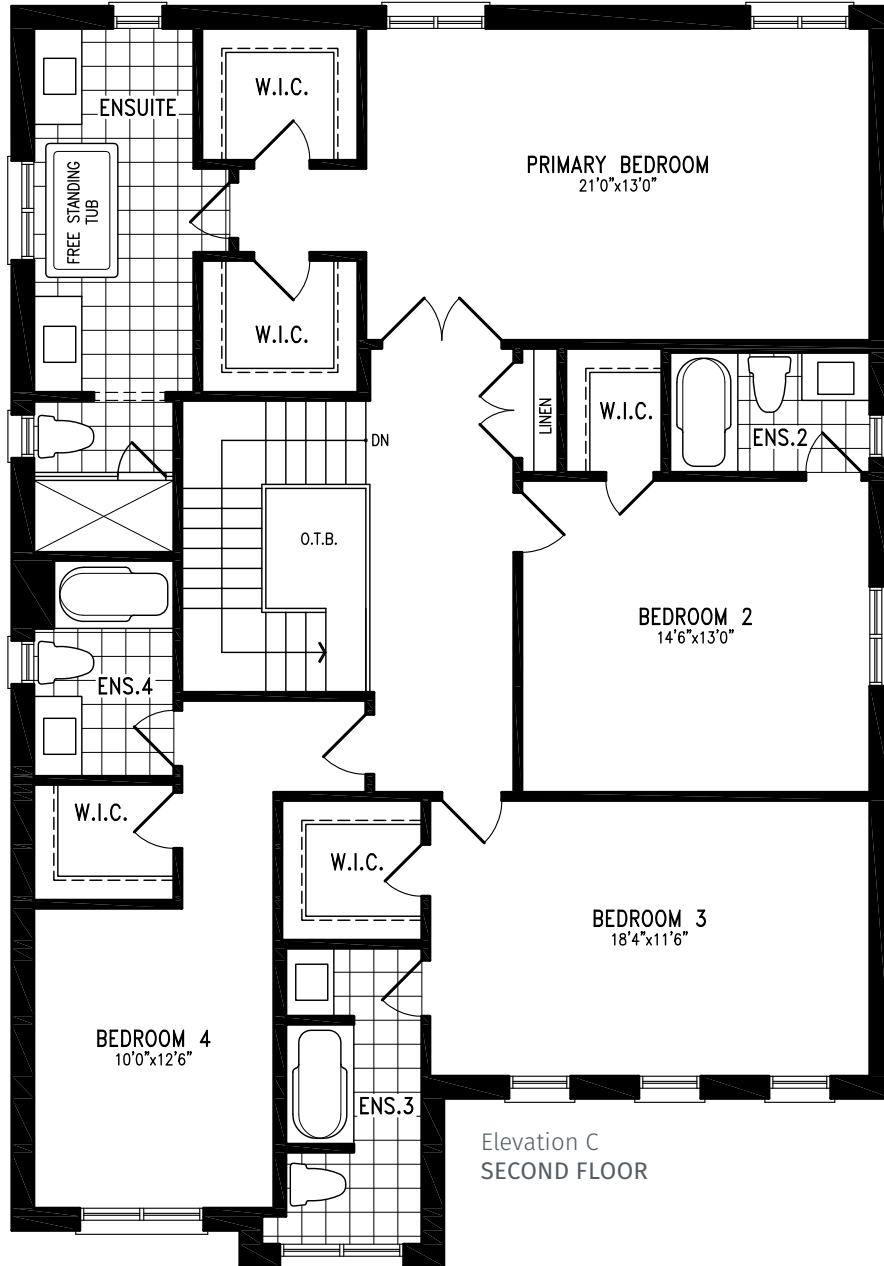 ENSUITE
W.I.C.
PRIMARY BEDROOM
21'0"x13'0"
FREE STANDING
TUB
W.I.C.
LINEN
W.I.C.
ENS.2
DN
O.T.B.
BEDROOM 2
14'6"x13'0"
ENS.4
W.I.C.
W.I.C.
BEDROOM 3
18'4"x11'6"
BEDROOM 4
10'0"x12'6"
ENS.3
Elevation C
SECOND FLOOR